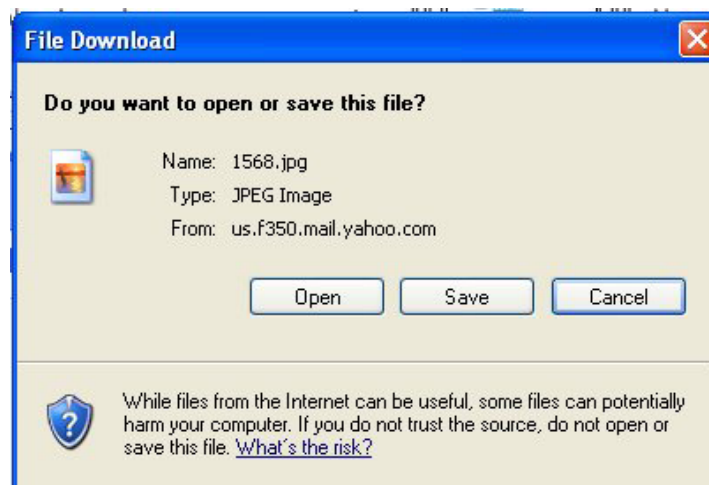 File Download
Do you want to open or save this file?
Name: 1568.jpg
Type: JPEG Image
From: us.f350.mail.yahoo.com
Open Save Cancel
While files from the Internet can be useful, some files can potentially
harm your computer. If you do not trust the source, do not open or
save this file. What's the risk?